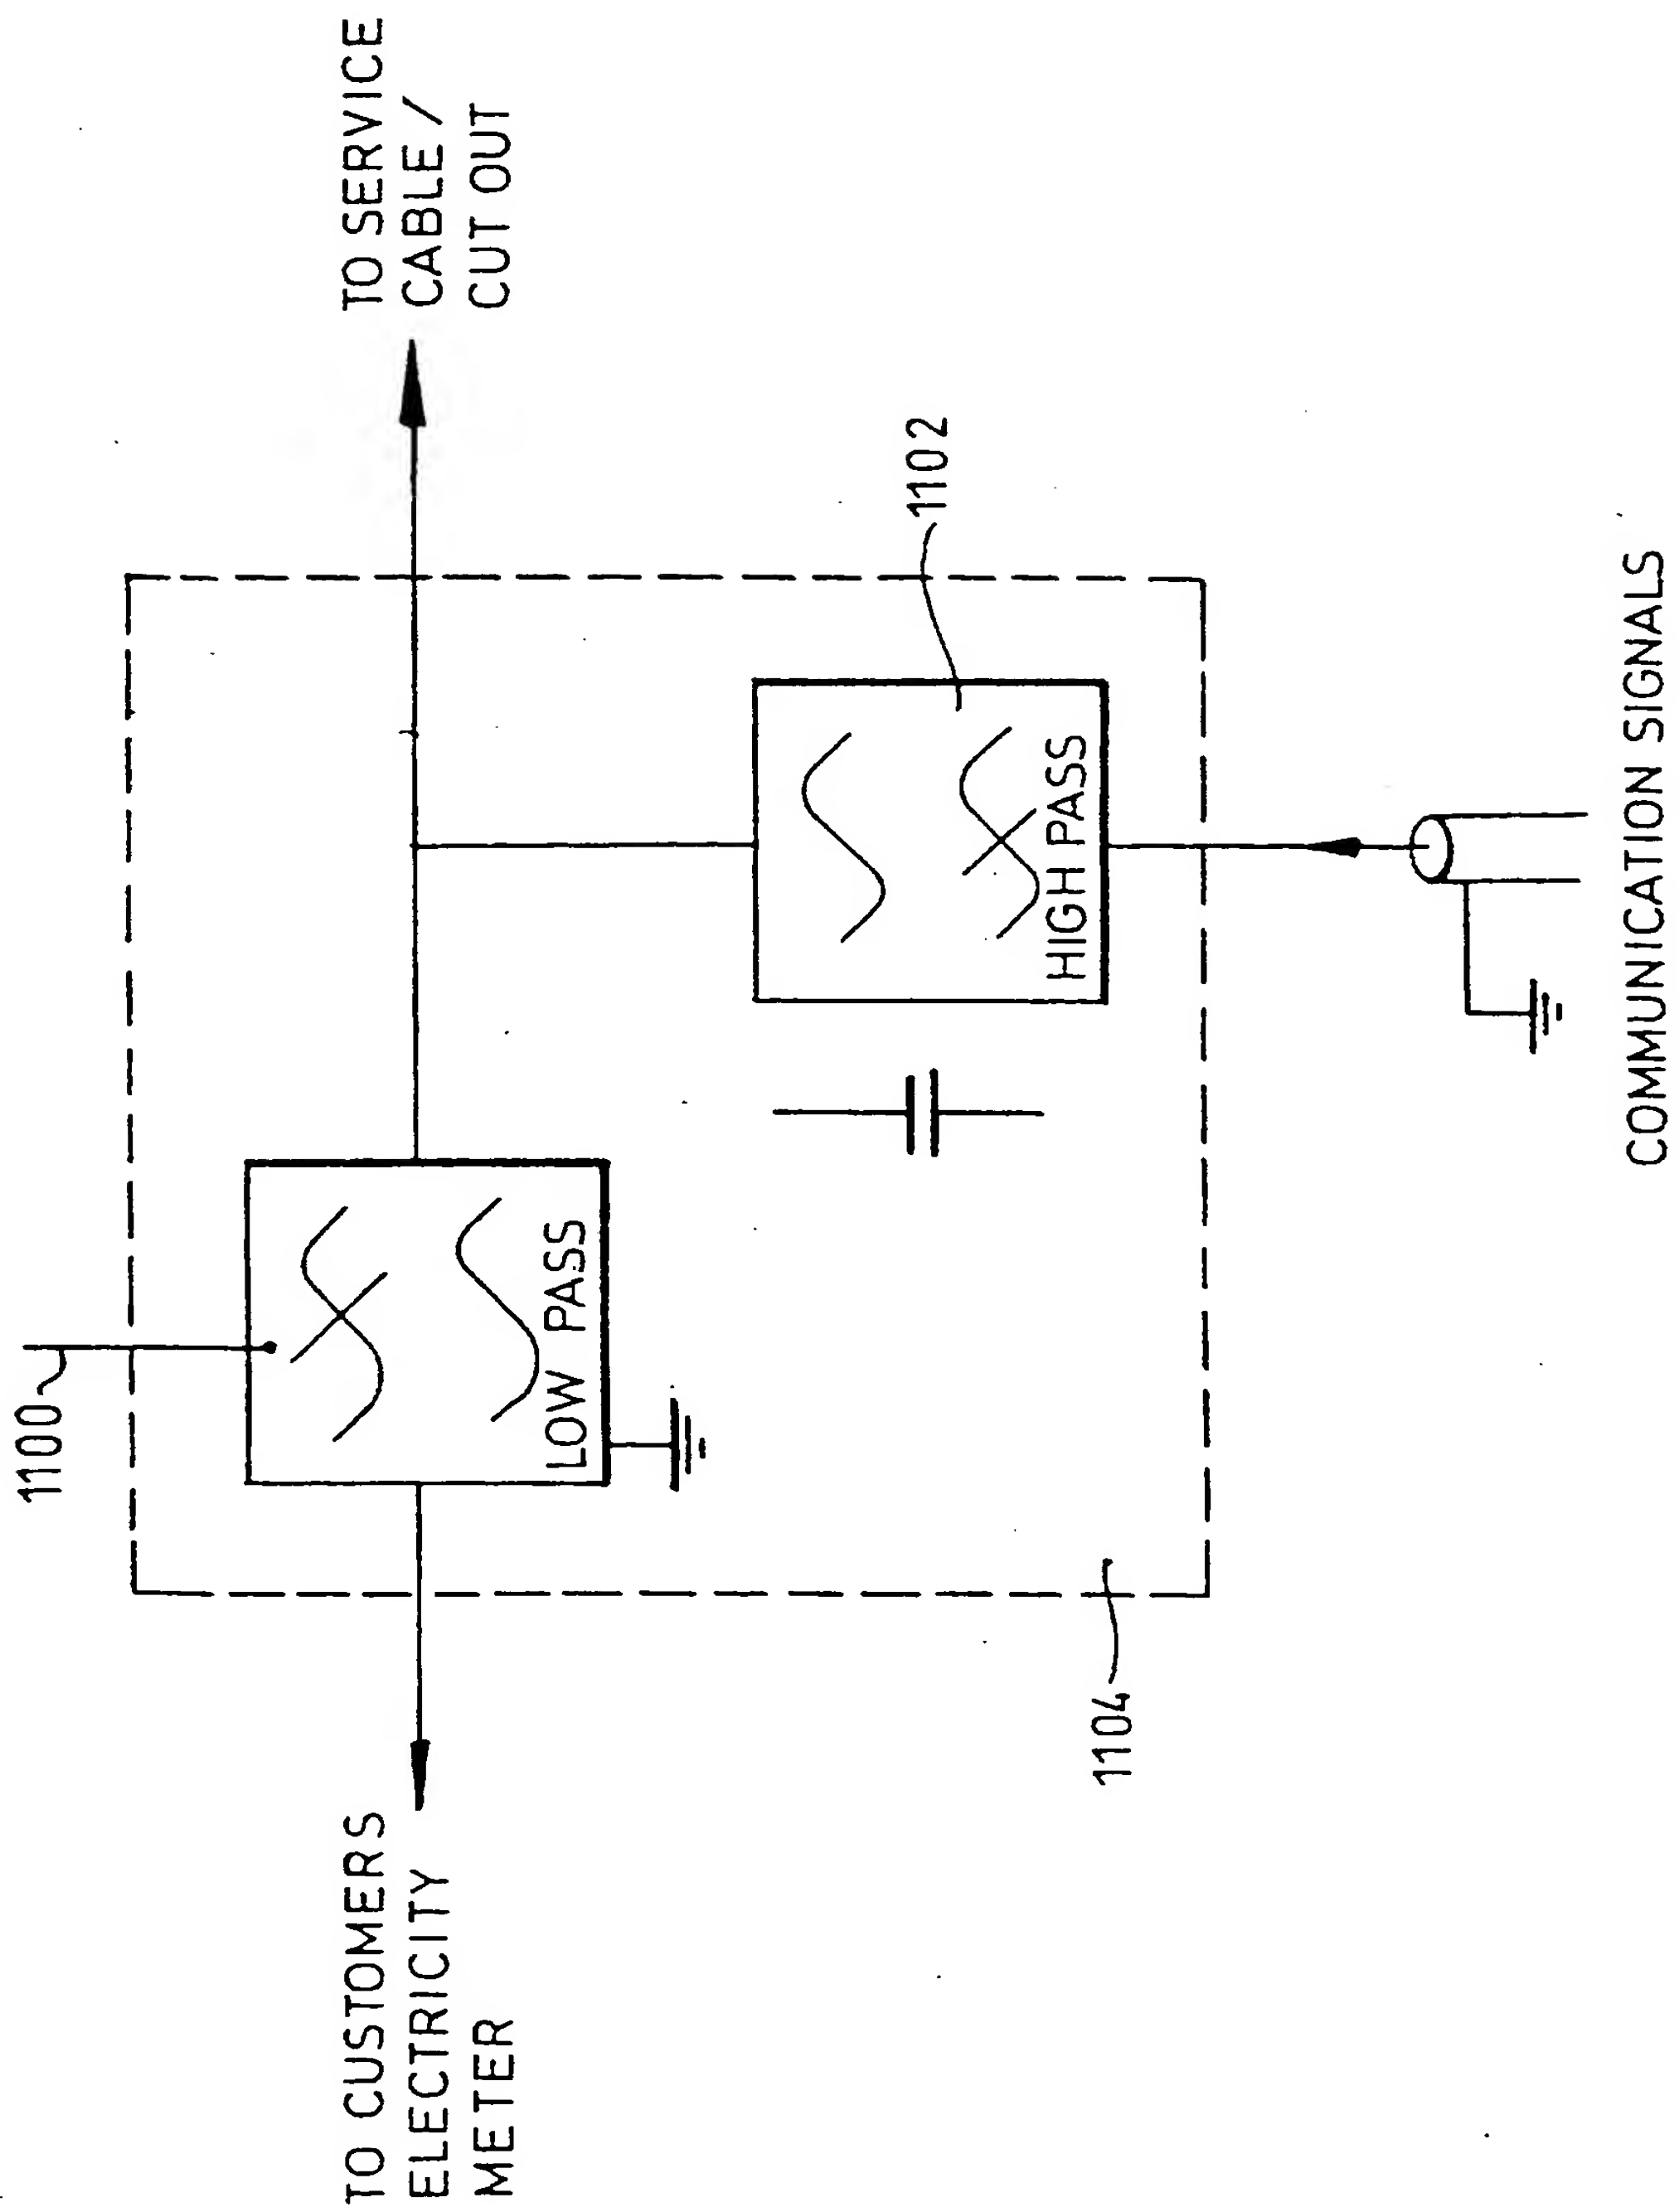 1100
TO CUSTOMERS
ELECTRICITY
METER
LOW PASS
TO SERVICE
CABLE /
CUT OUT
1102
HIGH PASS
1104
COMMUNICATION SIGNALS